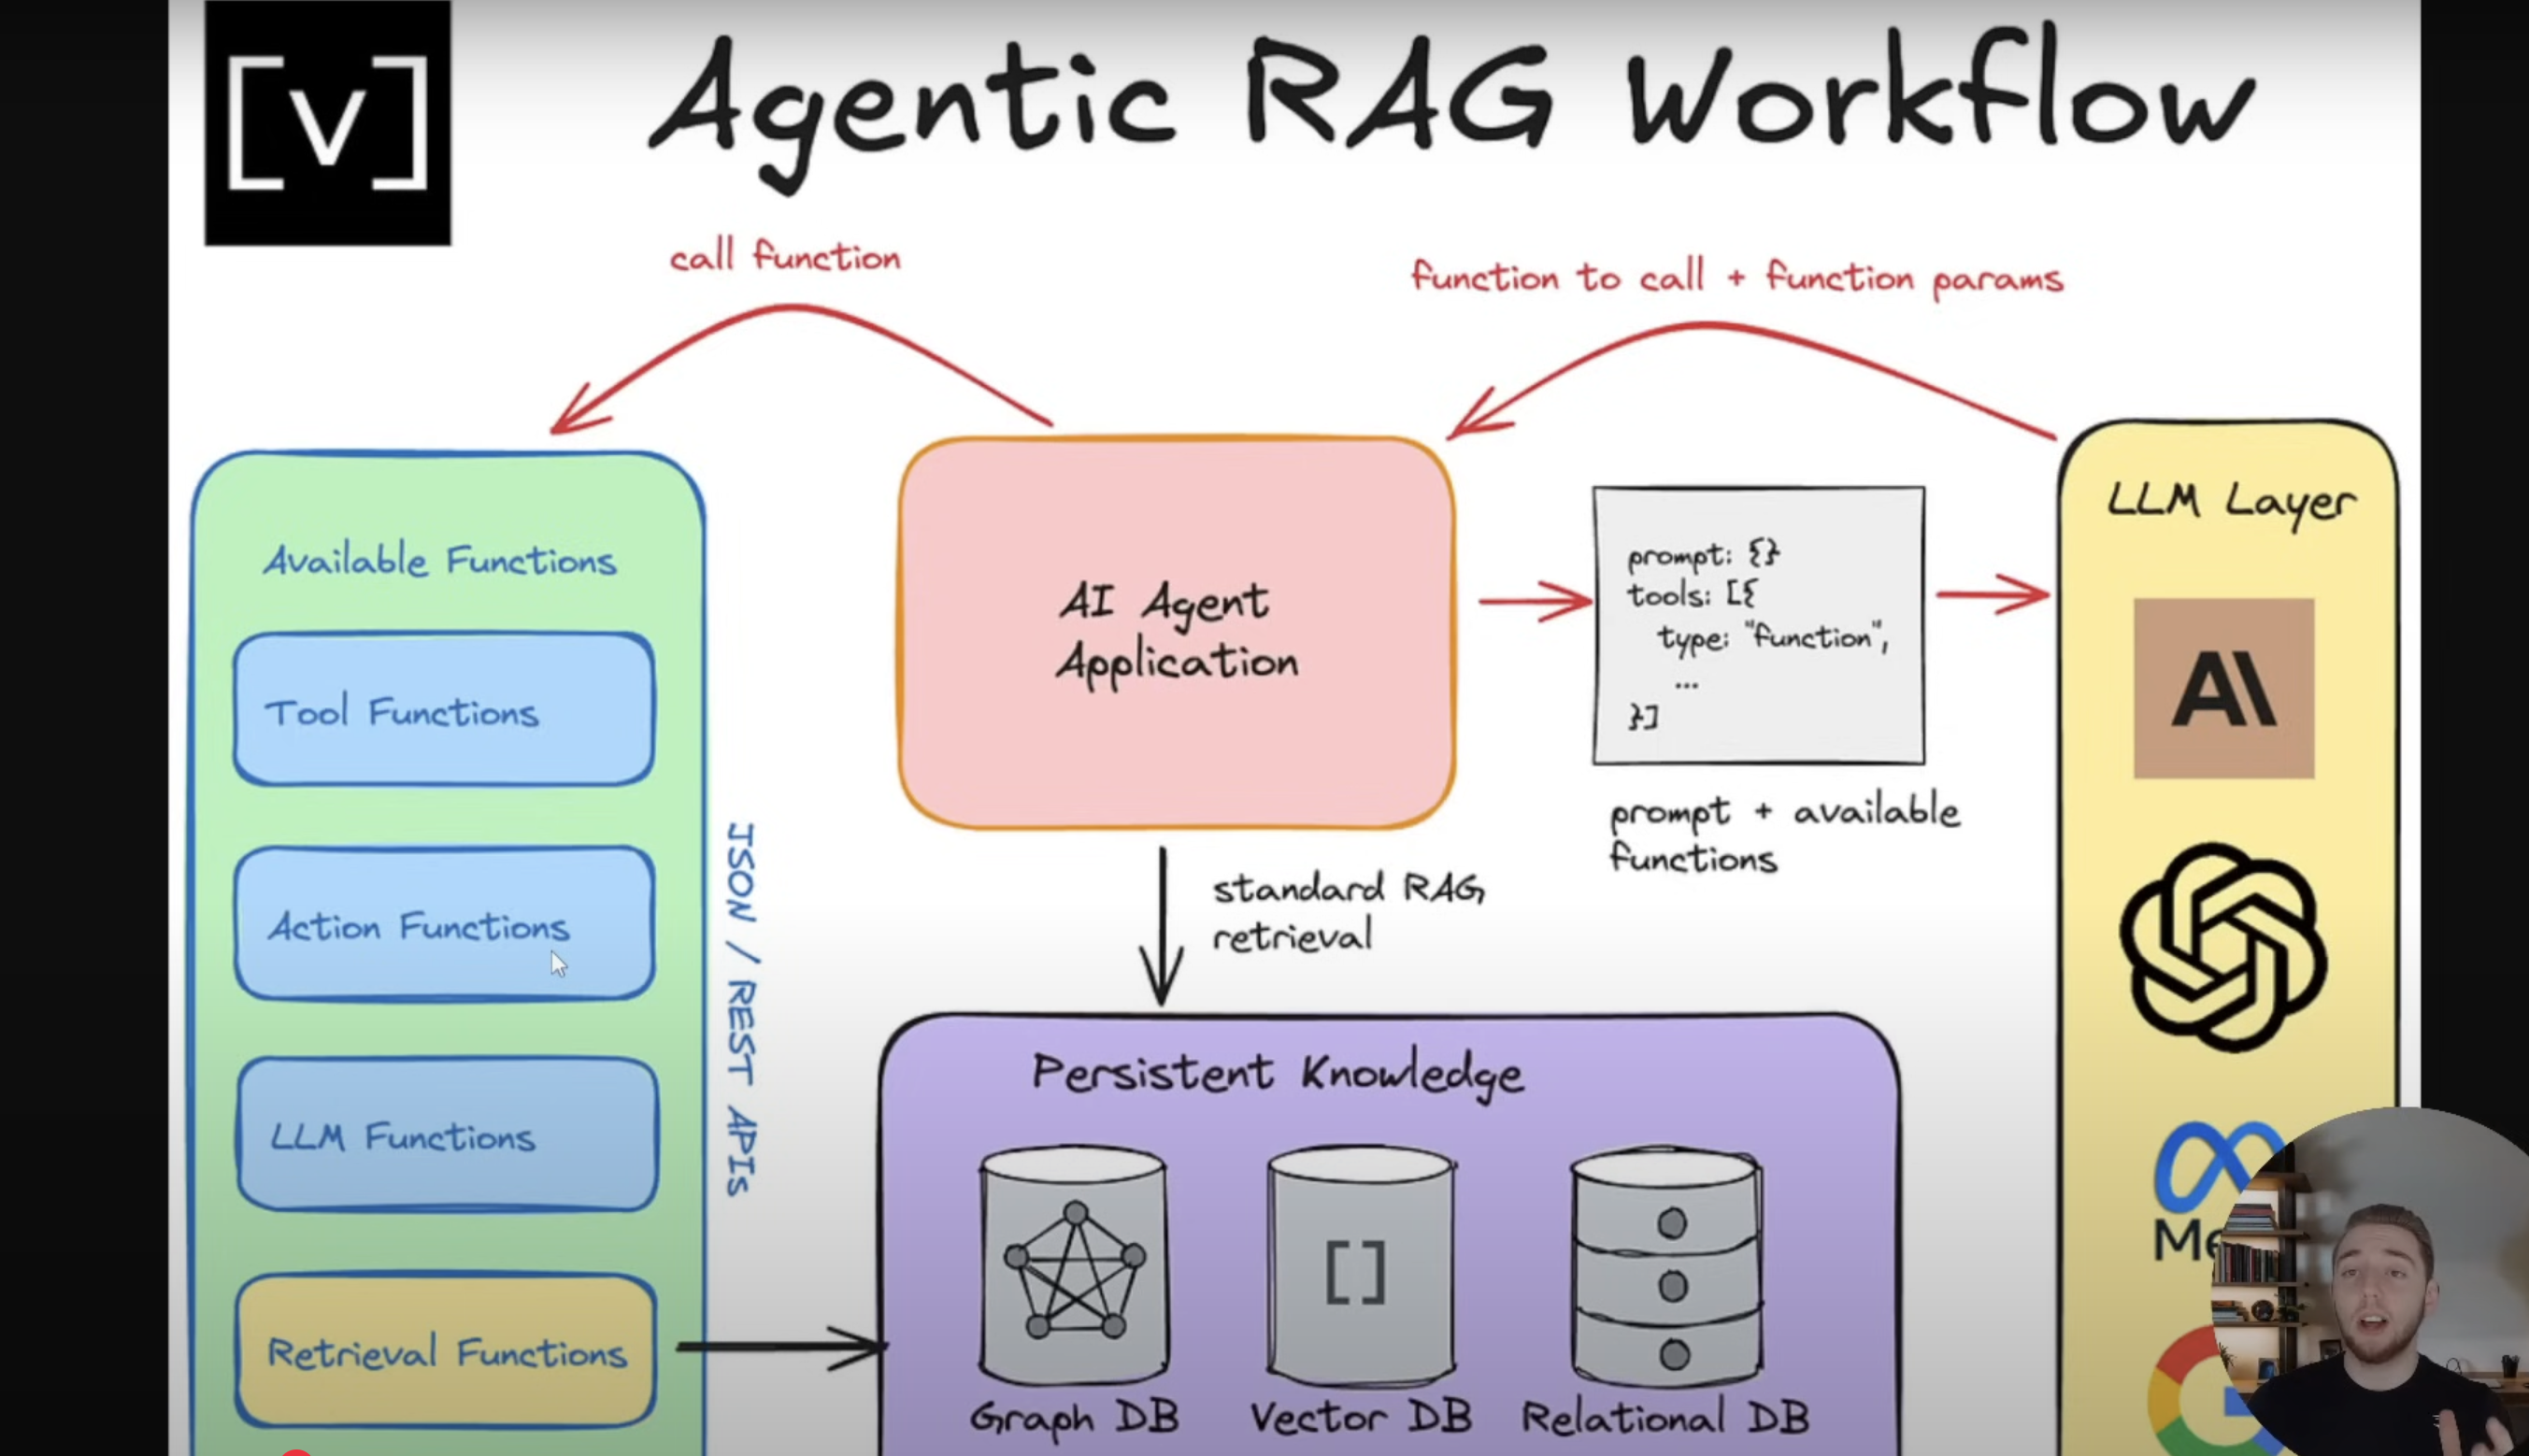 [V]
Agentic RAG Workflow
call function
function to call + function params
Available Functions
Tool Functions
Action Functions
LLM Functions
Retrieval Functions
JSON / REST APIs
AI Agent
Application
prompt: {}
tools: [{
type: "function",
...
}]
prompt + available
functions
standard RAG
retrieval
Persistent Knowledge
[]
Graph DB
Vector DB
Relational DB
LLM Layer
A\